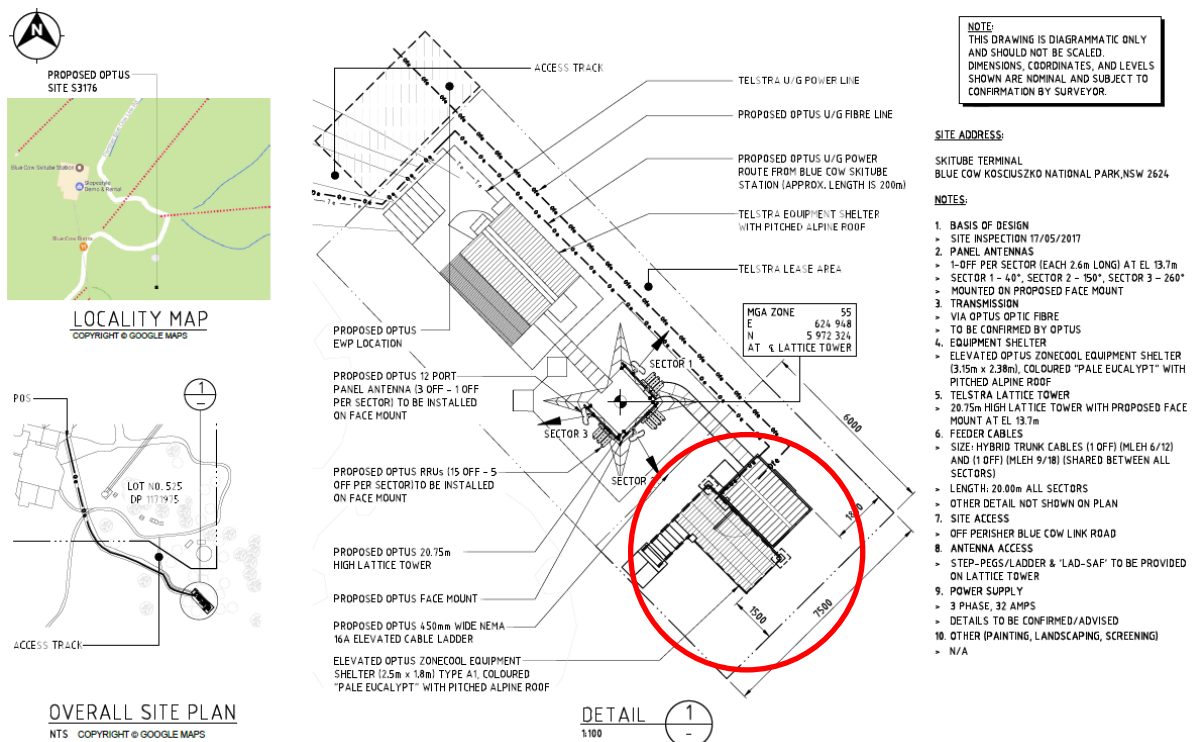 N
PROPOSED OPTUS
SITE S3176
Blue Cow Skitube Station
Slopestyle
Demo & Rental
Blue Cow Bistro
LOCALITY MAP
COPYRIGHT © GOOGLE MAPS
1
–
POS
LOT NO. 525
DP 1171975
ACCESS TRACK
OVERALL SITE PLAN
NTS COPYRIGHT © GOOGLE MAPS
ACCESS TRACK
TELSTRA U/G POWER LINE
PROPOSED OPTUS U/G FIBRE LINE
PROPOSED OPTUS U/G POWER
ROUTE FROM BLUE COW SKITUBE
STATION (APPROX. LENGTH IS 200m)
TELSTRA EQUIPMENT SHELTER
WITH PITCHED ALPINE ROOF
TELSTRA LEASE AREA
MGA ZONE 55
E 624 948
N 5 972 324
AT ℄ LATTICE TOWER
PROPOSED OPTUS
EWP LOCATION
PROPOSED OPTUS 12 PORT
PANEL ANTENNA (3 OFF – 1 OFF
PER SECTOR) TO BE INSTALLED
ON FACE MOUNT
SECTOR 1
SECTOR 3
SECTOR
PROPOSED OPTUS RRUs (15 OFF – 5
OFF PER SECTOR)TO BE INSTALLED
ON FACE MOUNT
PROPOSED OPTUS 20.75m
HIGH LATTICE TOWER
PROPOSED OPTUS FACE MOUNT
PROPOSED OPTUS 450mm WIDE NEMA
16A ELEVATED CABLE LADDER
ELEVATED OPTUS ZONECOOL EQUIPMENT
SHELTER (2.5m x 1.8m) TYPE A1, COLOURED
"PALE EUCALYPT" WITH PITCHED ALPINE ROOF
6000
1500
7500
DETAIL
1:100
1
–
NOTE:
THIS DRAWING IS DIAGRAMMATIC ONLY
AND SHOULD NOT BE SCALED.
DIMENSIONS, COORDINATES, AND LEVELS
SHOWN ARE NOMINAL AND SUBJECT TO
CONFIRMATION BY SURVEYOR.
SITE ADDRESS:
SKITUBE TERMINAL
BLUE COW KOSCIUSZKO NATIONAL PARK,NSW 2624
NOTES:
1. BASIS OF DESIGN
> SITE INSPECTION 17/05/2017
2. PANEL ANTENNAS
> 1-OFF PER SECTOR (EACH 2.6m LONG) AT EL 13.7m
> SECTOR 1 – 40°, SECTOR 2 – 150°, SECTOR 3 – 260°
> MOUNTED ON PROPOSED FACE MOUNT
3. TRANSMISSION
> VIA OPTUS OPTIC FIBRE
> TO BE CONFIRMED BY OPTUS
4. EQUIPMENT SHELTER
> ELEVATED OPTUS ZONECOOL EQUIPMENT SHELTER
(3.15m x 2.38m), COLOURED "PALE EUCALYPT" WITH
PITCHED ALPINE ROOF
5. TELSTRA LATTICE TOWER
> 20.75m HIGH LATTICE TOWER WITH PROPOSED FACE
MOUNT AT EL 13.7m
6. FEEDER CABLES
> SIZE: HYBRID TRUNK CABLES (1 OFF) (MLEH 6/12)
AND (1 OFF) (MLEH 9/18) (SHARED BETWEEN ALL
SECTORS)
> LENGTH: 20.00m ALL SECTORS
> OTHER DETAIL NOT SHOWN ON PLAN
7. SITE ACCESS
> OFF PERISHER BLUE COW LINK ROAD
8. ANTENNA ACCESS
> STEP-PEGS/LADDER & 'LAD-SAF' TO BE PROVIDED
ON LATTICE TOWER
9. POWER SUPPLY
> 3 PHASE, 32 AMPS
> DETAILS TO BE CONFIRMED/ADVISED
10. OTHER (PAINTING, LANDSCAPING, SCREENING)
> N/A